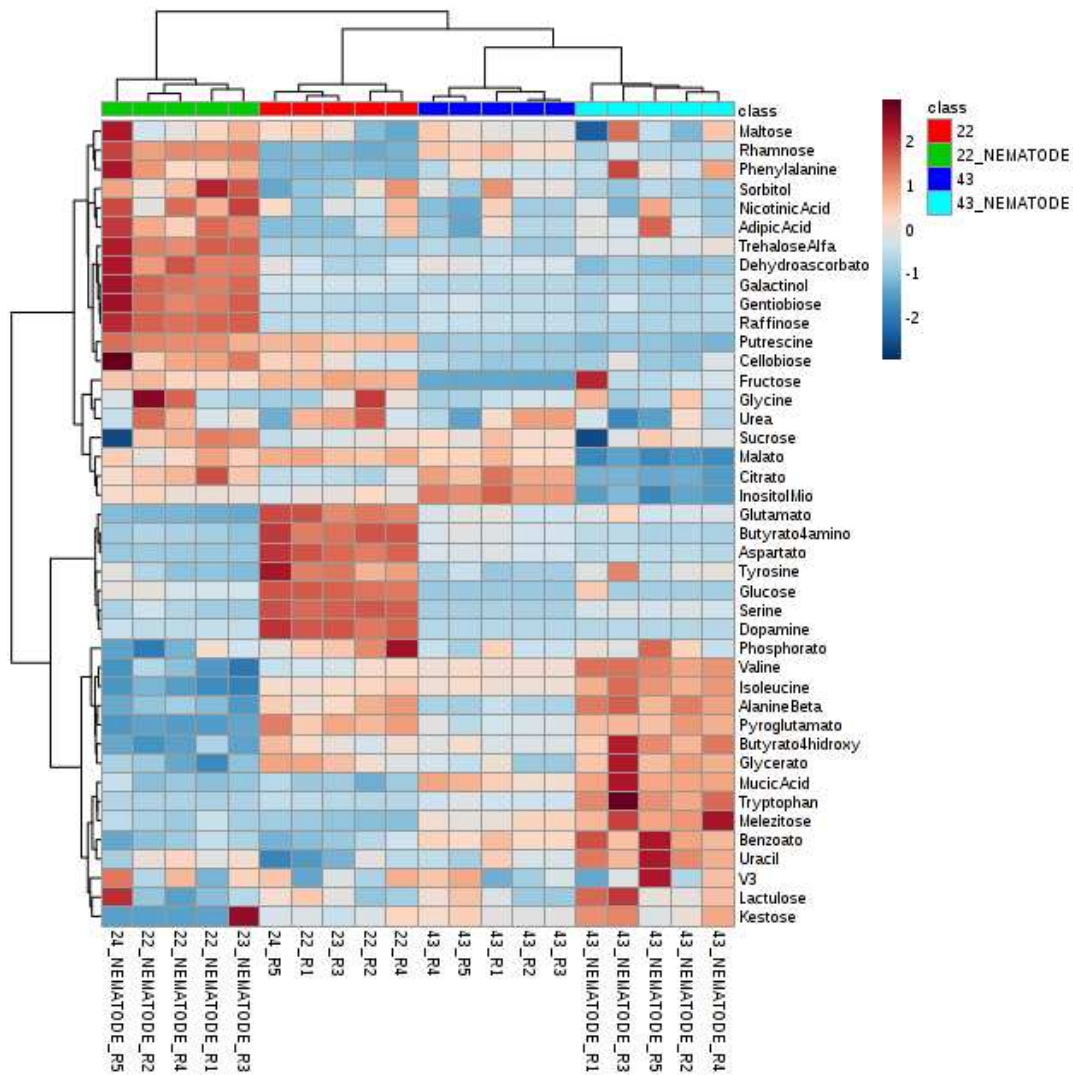 class
Maltose
Rhamnose
Phenylalanine
Sorbitol
NicotinicAcid
AdipicAcid
TrehaloseAlfa
Dehydroascorbato
Galactinol
Gentiobiose
Raffinose
Putrescine
Cellobiose
Fructose
Glycine
Urea
Sucrose
Malato
Citrato
InositolMio
Glutamato
Butyrato4amino
Aspartato
Tyrosine
Glucose
Serine
Dopamine
Phosphorato
Valine
Isoleucine
AlanineBeta
Pyroglutamato
Butyrato4hidroxy
Glycerato
MucicAcid
Tryptophan
Melezitose
Benzoato
Uracil
V3
Lactulose
Kestose
2
1
0
-1
-2
class
22
22_NEMATODE
43
43_NEMATODE
24_NEMATODE_R5
22_NEMATODE_R2
22_NEMATODE_R4
22_NEMATODE_R1
23_NEMATODE_R3
24_R5
22_R1
23_R3
22_R2
22_R4
43_R4
43_R5
43_R1
43_R2
43_R3
43_NEMATODE_R1
43_NEMATODE_R3
43_NEMATODE_R5
43_NEMATODE_R2
43_NEMATODE_R4